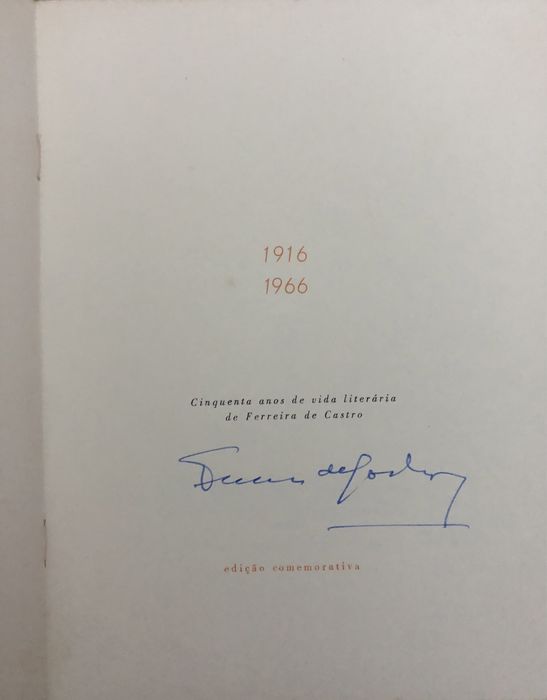 1916
1966
Cinquenta anos de vida literária
de Ferreira de Castro
edição comemorativa